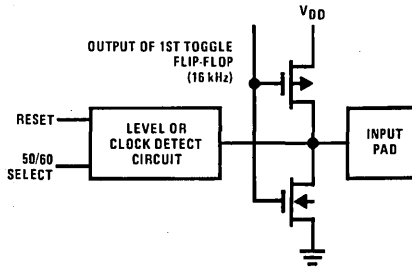 VDD
OUTPUT OF 1ST TOGGLE
FLIP-FLOP
(16 kHz)
RESET
50/60
SELECT
LEVEL OR
CLOCK DETECT
CIRCUIT
INPUT
PAD